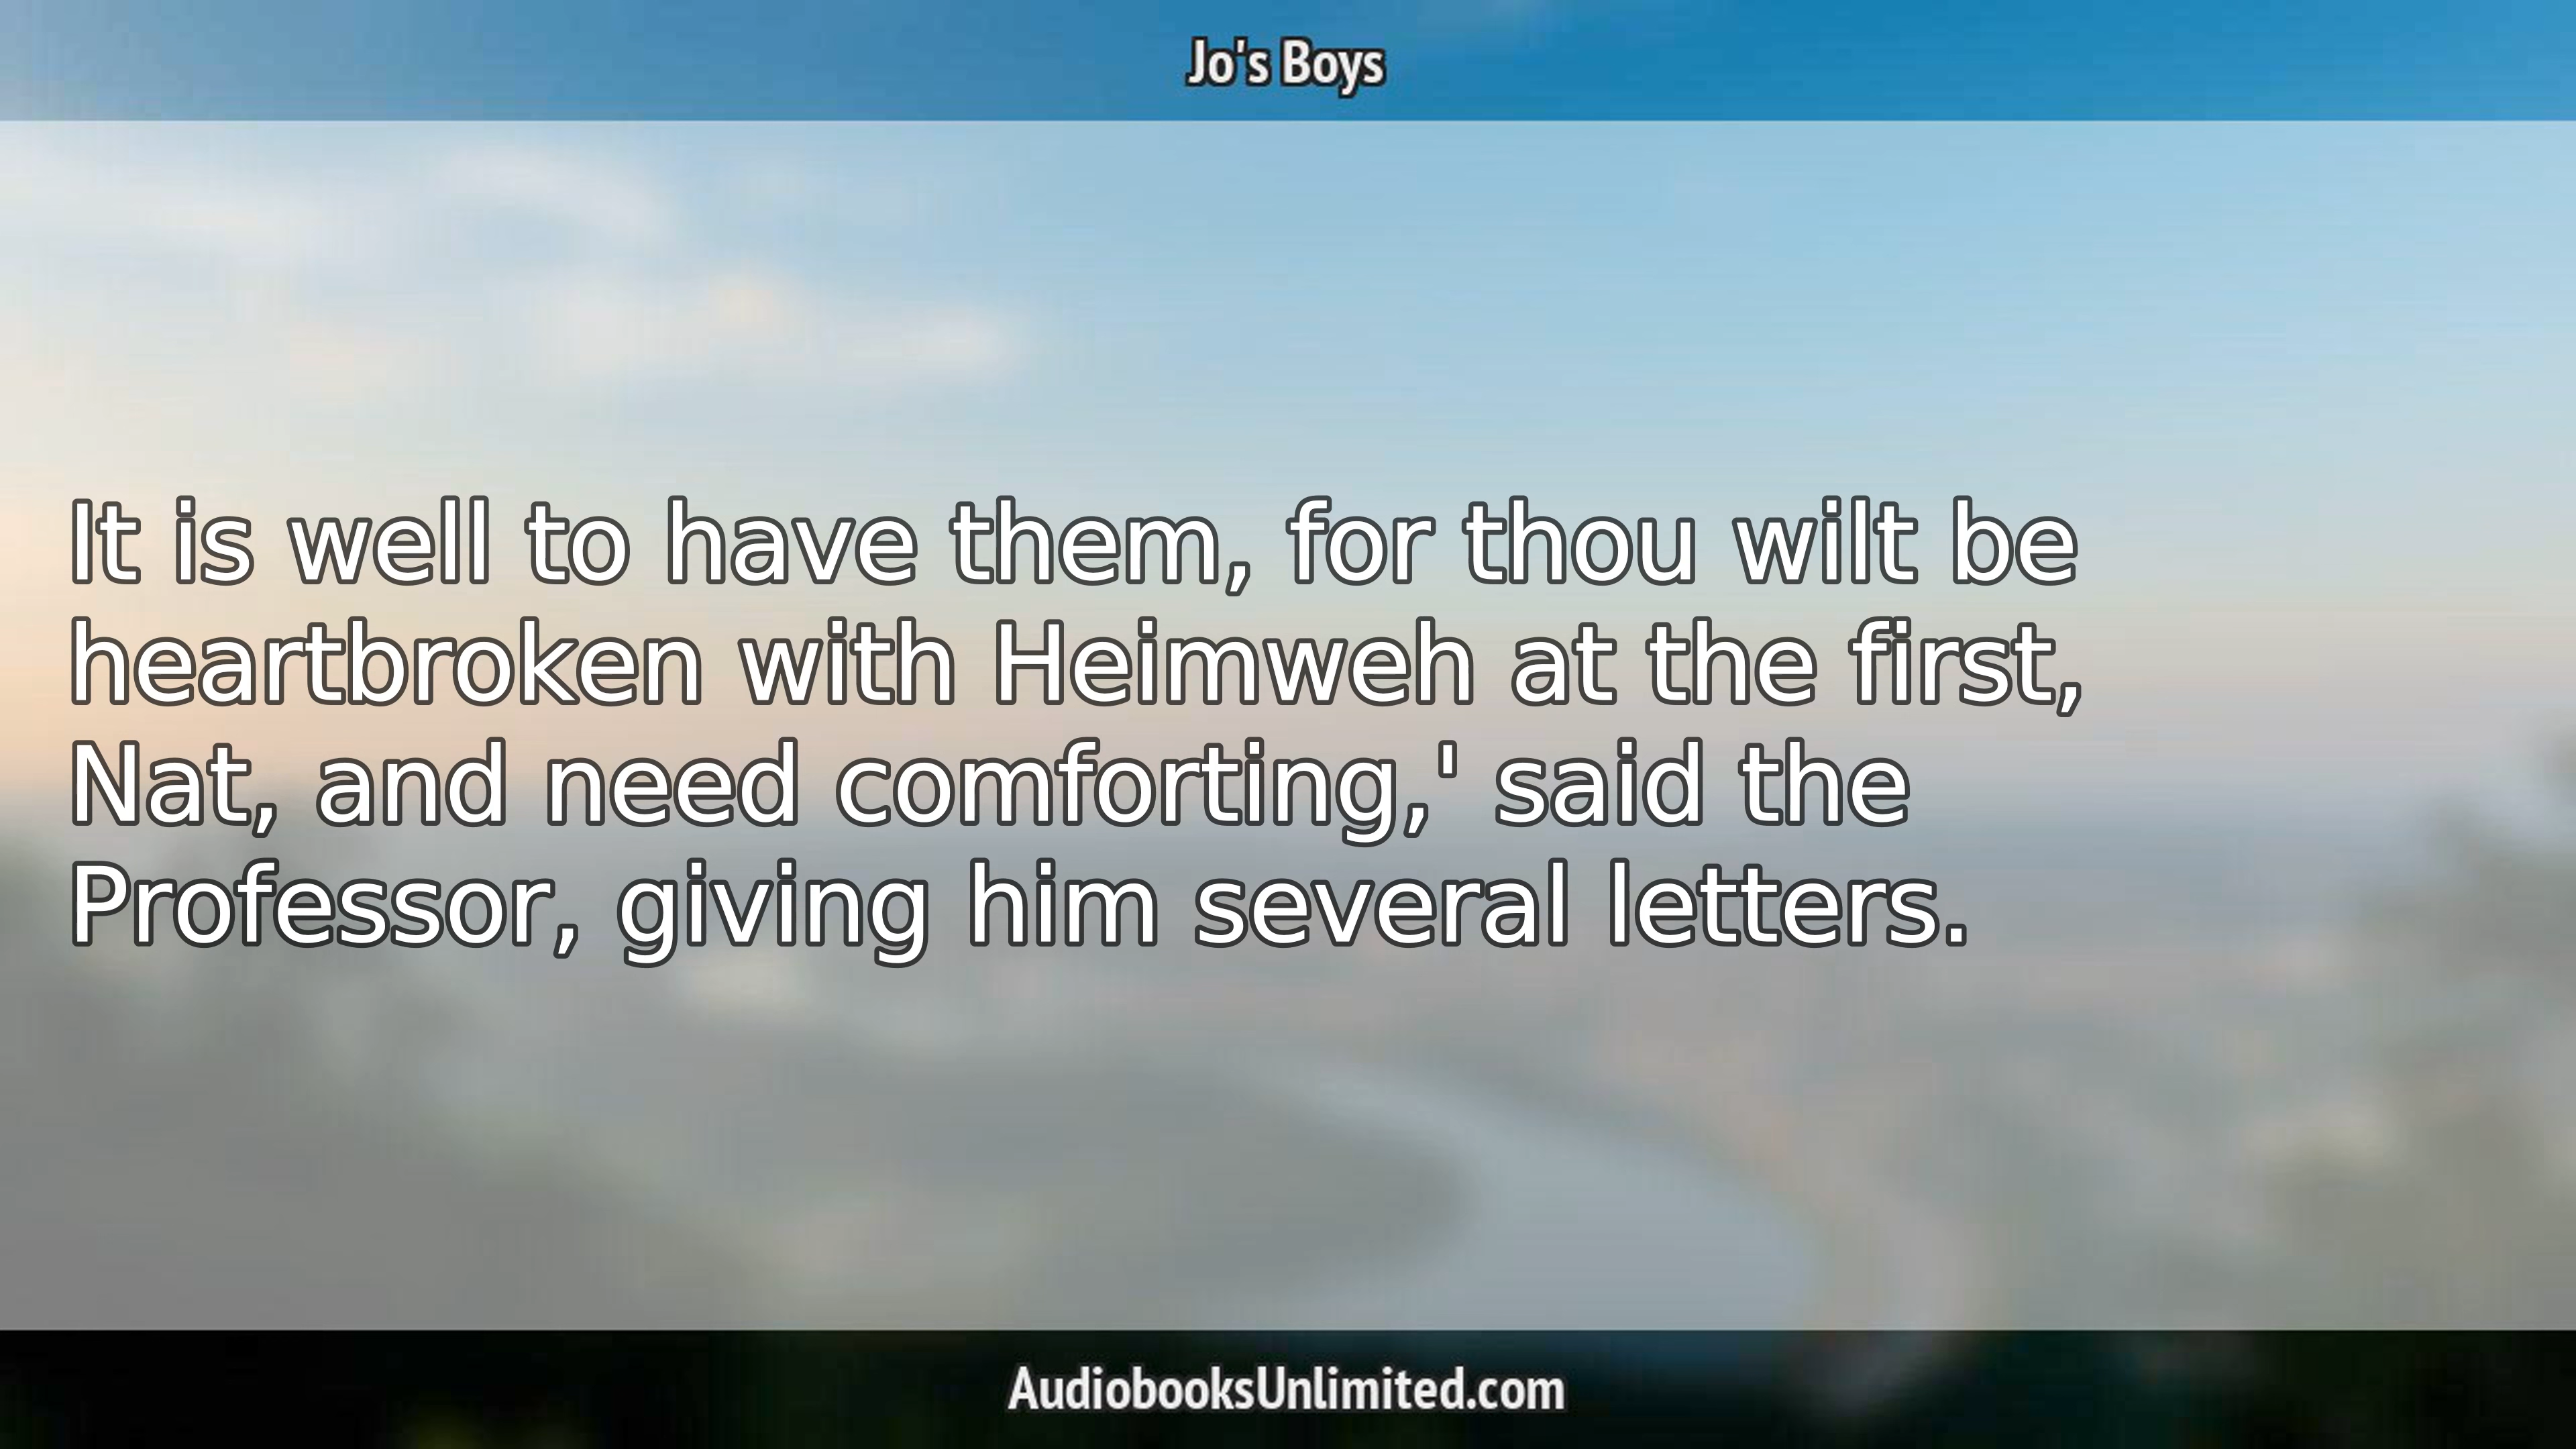 Jo's Boys
It is well to have them, for thou wilt be
heartbroken with Heimweh at the first,
Nat, and need comforting,' said the
Professor, giving him several letters.
AudiobooksUnlimited.com